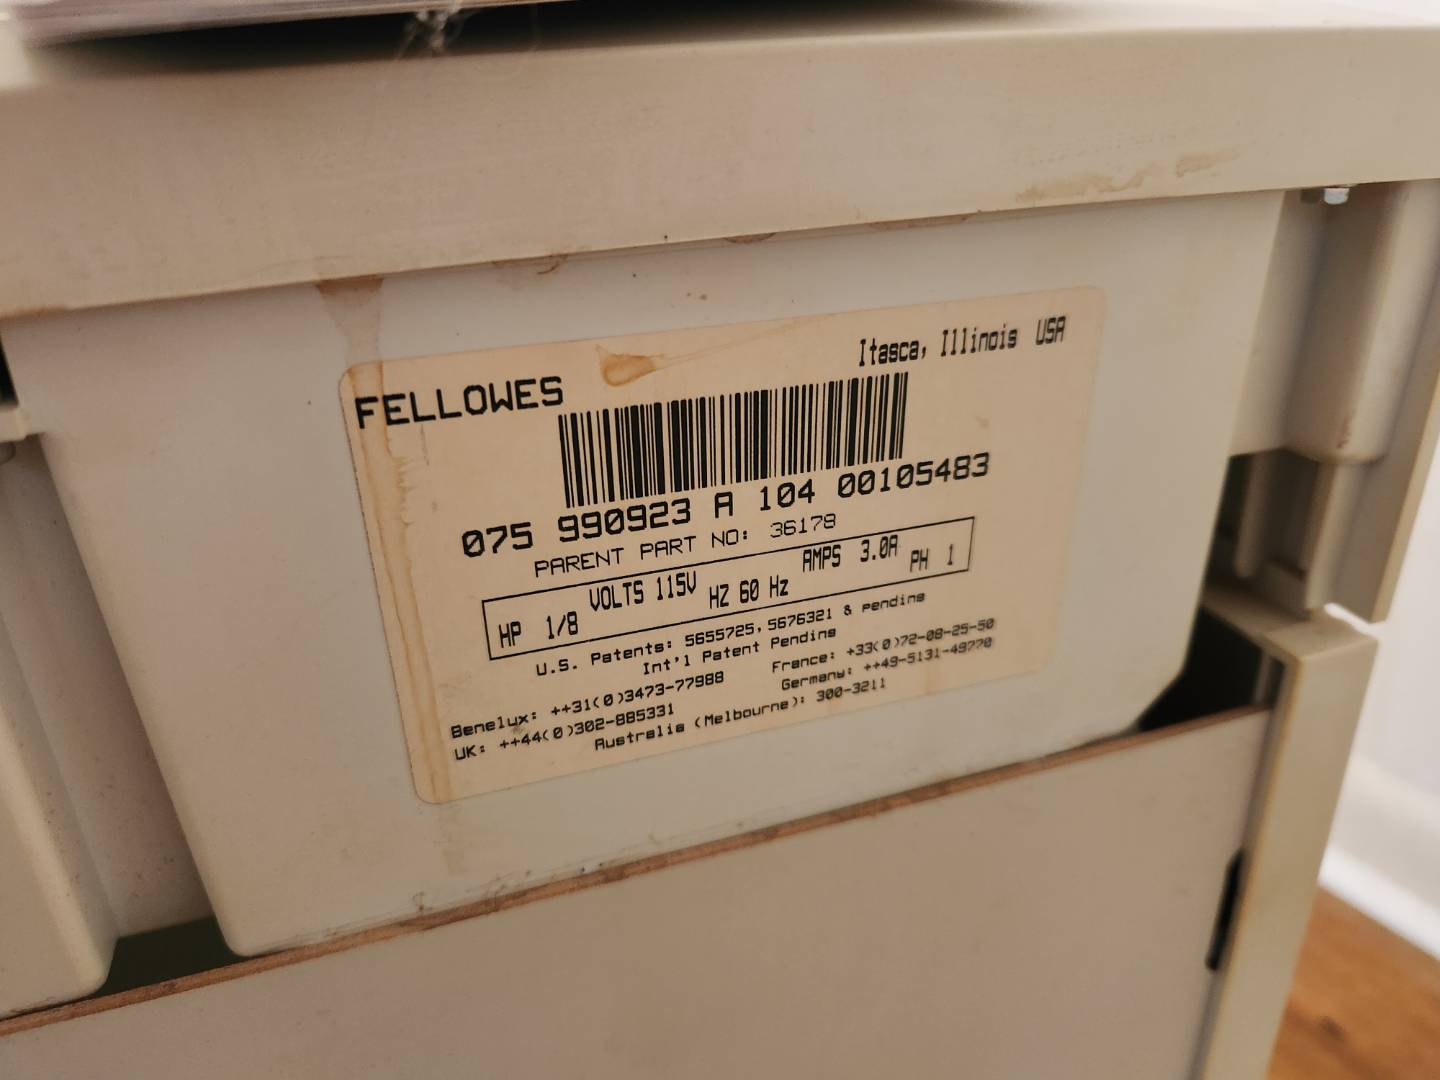 FELLOWES
Itasca, Illinois USA
075 990923 A 104 00105483
PARENT PART NO: 36178
HP 1/8 VOLTS 115V HZ 60 Hz AMPS 3.0A PH 1
U.S. Patents: 5655725, 5676321 & pending
Int'l Patent Pending
Benelux: ++31(0)3473-77988 France: +33(0)72-08-25-50
UK: ++44(0)302-885331 Germany: ++49-5131-49770
Australia (Melbourne): 300-3211